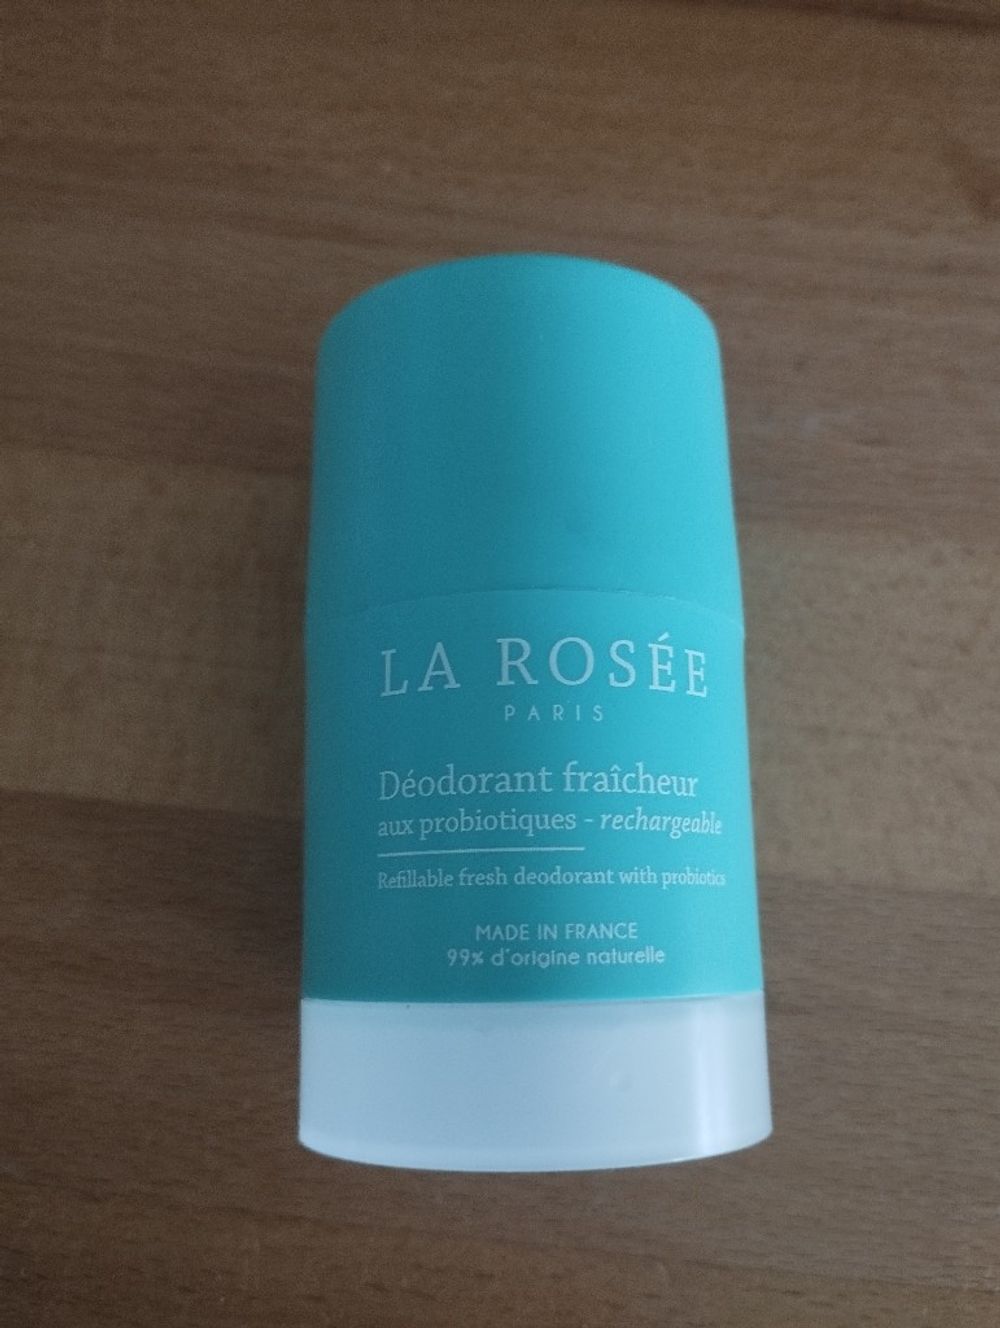 LA ROSÉE
PARIS
Déodorant fraîcheur
aux probiotiques - rechargeable
Refillable fresh deodorant with probiotics
MADE IN FRANCE
99% d'origine naturelle